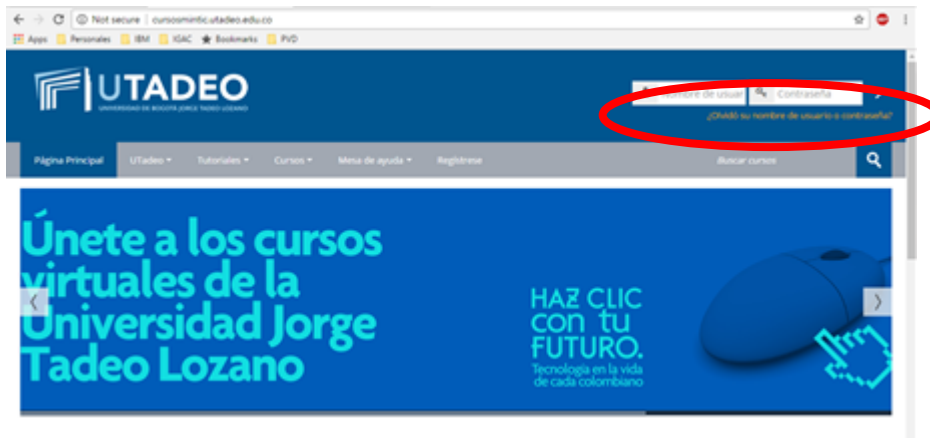 Not secure | cursosmintic.utadeo.edu.co
Apps Personales IBM IGAC Bookmarks PVD
UTADEO
UNIVERSIDAD DE BOGOTÁ JORGE TADEO LOZANO
Nombre de usuar Contraseña
¿Olvidó su nombre de usuario o contraseña?
Página Principal UTadeo Tutoriales Cursos Mesa de ayuda Regístrese Buscar cursos
Únete a los cursos
virtuales de la
Universidad Jorge
Tadeo Lozano
HAZ CLIC
con tu
FUTURO.
Tecnología en la vida
de cada colombiano